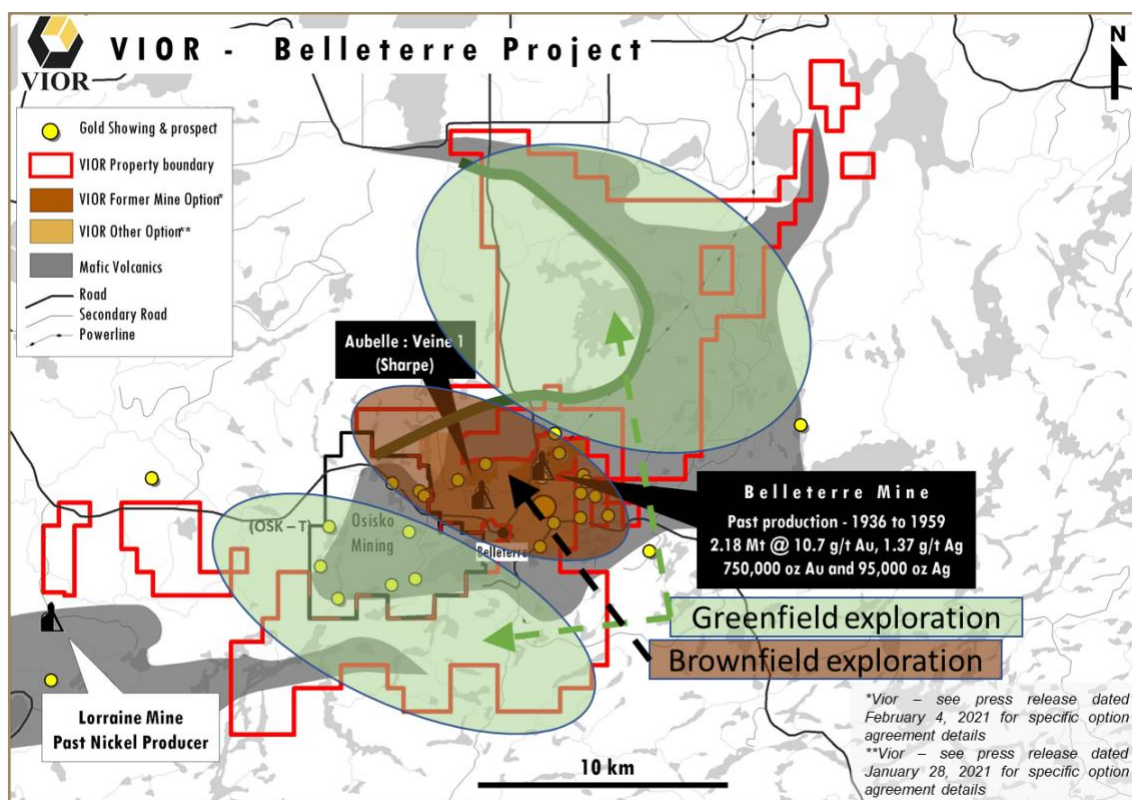 VIOR - Belleterre Project
VIOR
N
Gold Showing & prospect
VIOR Property boundary
VIOR Former Mine Option*
VIOR Other Option**
Mafic Volcanics
Road
Secondary Road
Powerline
Aubelle : Veine 1
(Sharpe)
(OSK – T)
Osisko
Mining
Belleterre
Belleterre Mine
Past production - 1936 to 1959
2.18 Mt @ 10.7 g/t Au, 1.37 g/t Ag
750,000 oz Au and 95,000 oz Ag
Greenfield exploration
Brownfield exploration
Lorraine Mine
Past Nickel Producer
10 km
*Vior – see press release dated
February 4, 2021 for specific option
agreement details
**Vior – see press release dated
January 28, 2021 for specific option
agreement details